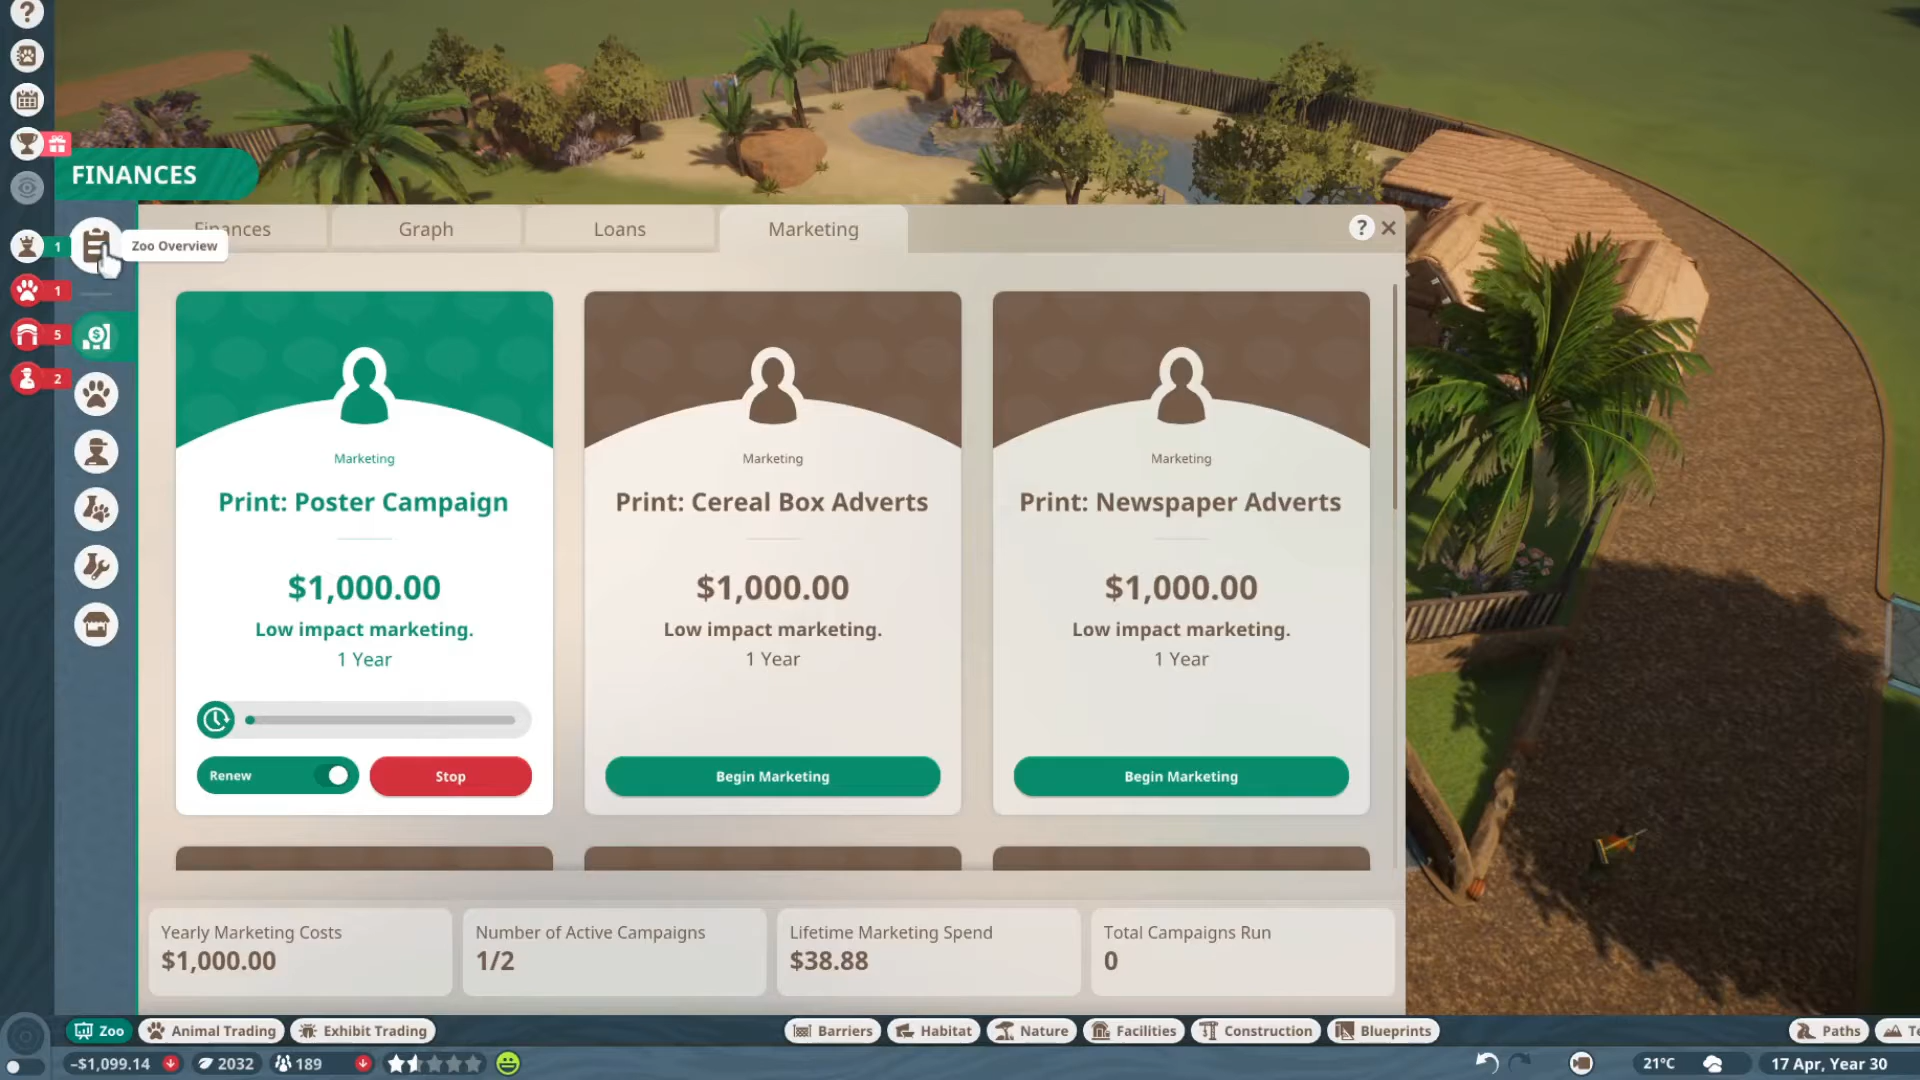 FINANCES
Finances
Graph
Loans
Marketing
?
Zoo Overview
1
1
5
2
Marketing
Print: Poster Campaign
$1,000.00
Low impact marketing.
1 Year
Renew
Stop
Marketing
Print: Cereal Box Adverts
$1,000.00
Low impact marketing.
1 Year
Begin Marketing
Marketing
Print: Newspaper Adverts
$1,000.00
Low impact marketing.
1 Year
Begin Marketing
Yearly Marketing Costs
$1,000.00
Number of Active Campaigns
1/2
Lifetime Marketing Spend
$38.88
Total Campaigns Run
0
Zoo
Animal Trading
Exhibit Trading
Barriers
Habitat
Nature
Facilities
Construction
Blueprints
Paths
-$1,099.14
2032
189
21°C
17 Apr, Year 30